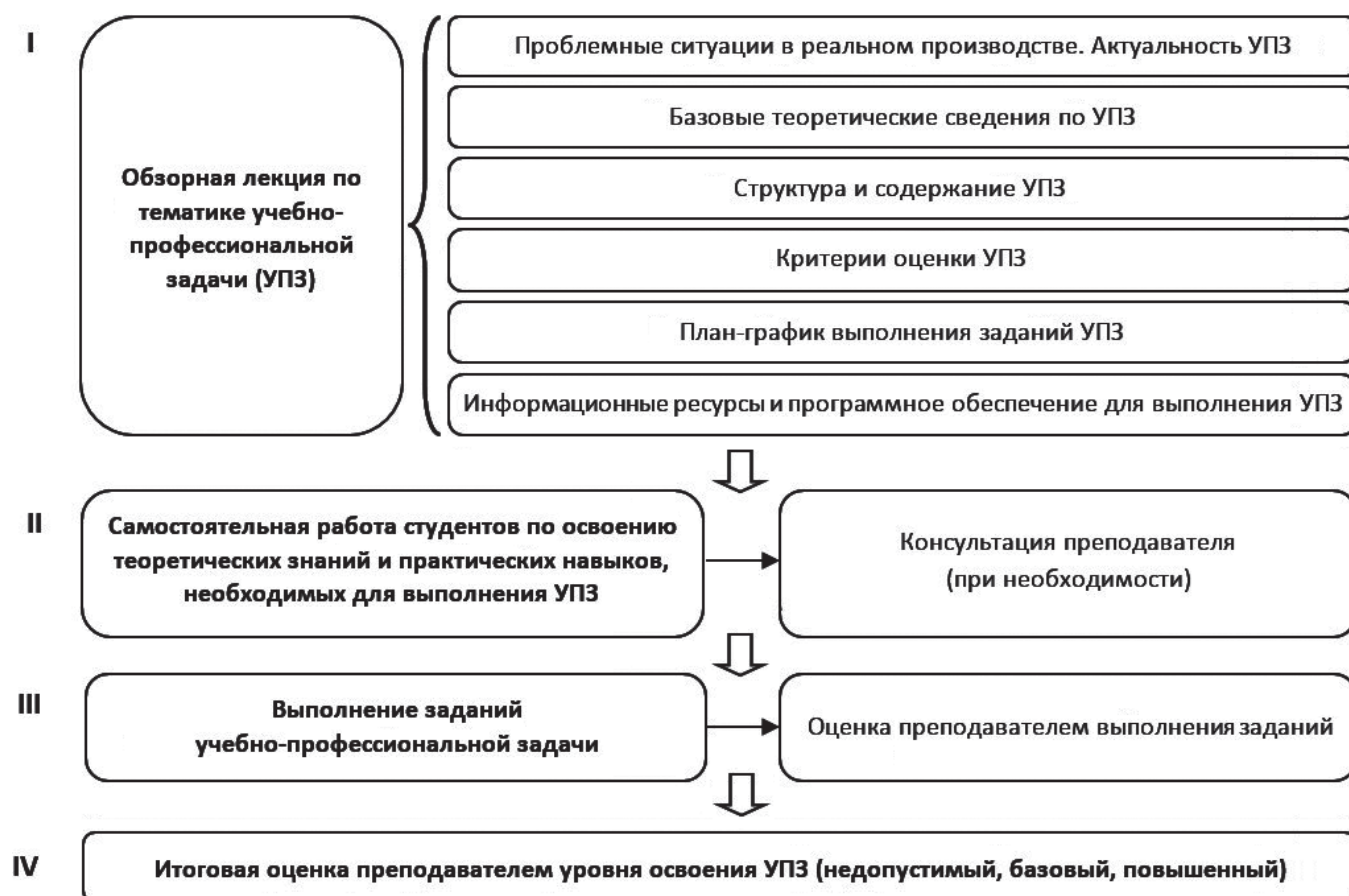 I
Обзорная лекция по
тематике учебно-
профессиональной
задачи (УПЗ)
Проблемные ситуации в реальном производстве. Актуальность УПЗ
Базовые теоретические сведения по УПЗ
Структура и содержание УПЗ
Критерии оценки УПЗ
План-график выполнения заданий УПЗ
Информационные ресурсы и программное обеспечение для выполнения УПЗ
II
Самостоятельная работа студентов по освоению
теоретических знаний и практических навыков,
необходимых для выполнения УПЗ
Консультация преподавателя
(при необходимости)
III
Выполнение заданий
учебно-профессиональной задачи
Оценка преподавателем выполнения заданий
IV
Итоговая оценка преподавателем уровня освоения УПЗ (недопустимый, базовый, повышенный)